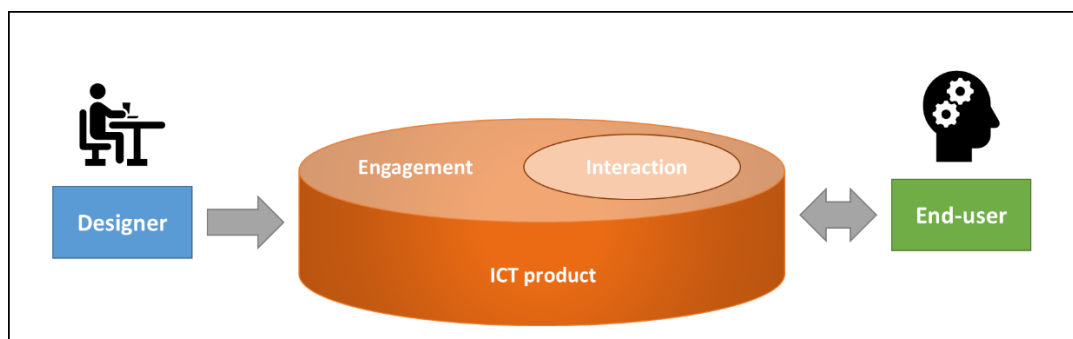 Engagement
Interaction
Designer
End-user
ICT product